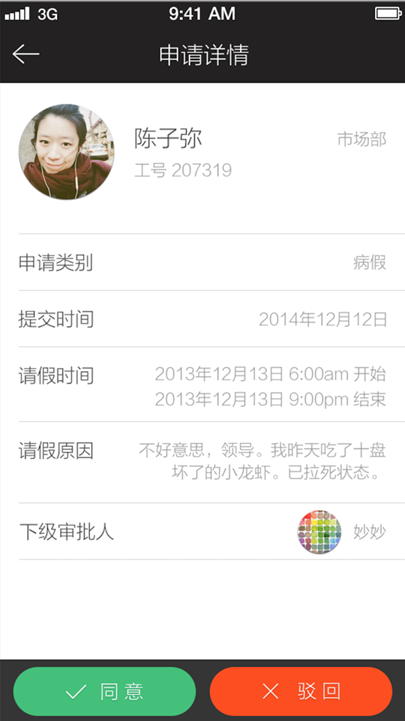 3G 9:41 AM
申请详情
陈子弥 市场部
工号 207319
申请类别 病假
提交时间 2014年12月12日
请假时间 2013年12月13日 6:00am 开始
2013年12月13日 9:00pm 结束
请假原因 不好意思，领导。我昨天吃了十盘
坏了的小龙虾。已拉死状态。
下级审批人 妙妙
同意 驳回